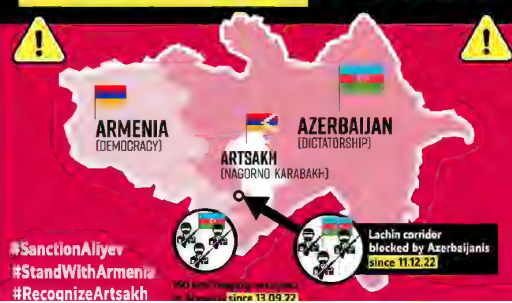 ARMENIA
(DEMOCRACY)
ARTSAKH
(NAGORNO KARABAKH)
AZERBAIJAN
(DICTATORSHIP)
Lachin corridor
blocked by Azerbaijanis
since 11.12.22
#SanctionAliyev
#StandWithArmenia
#RecognizeArtsakh
since 13.09.22